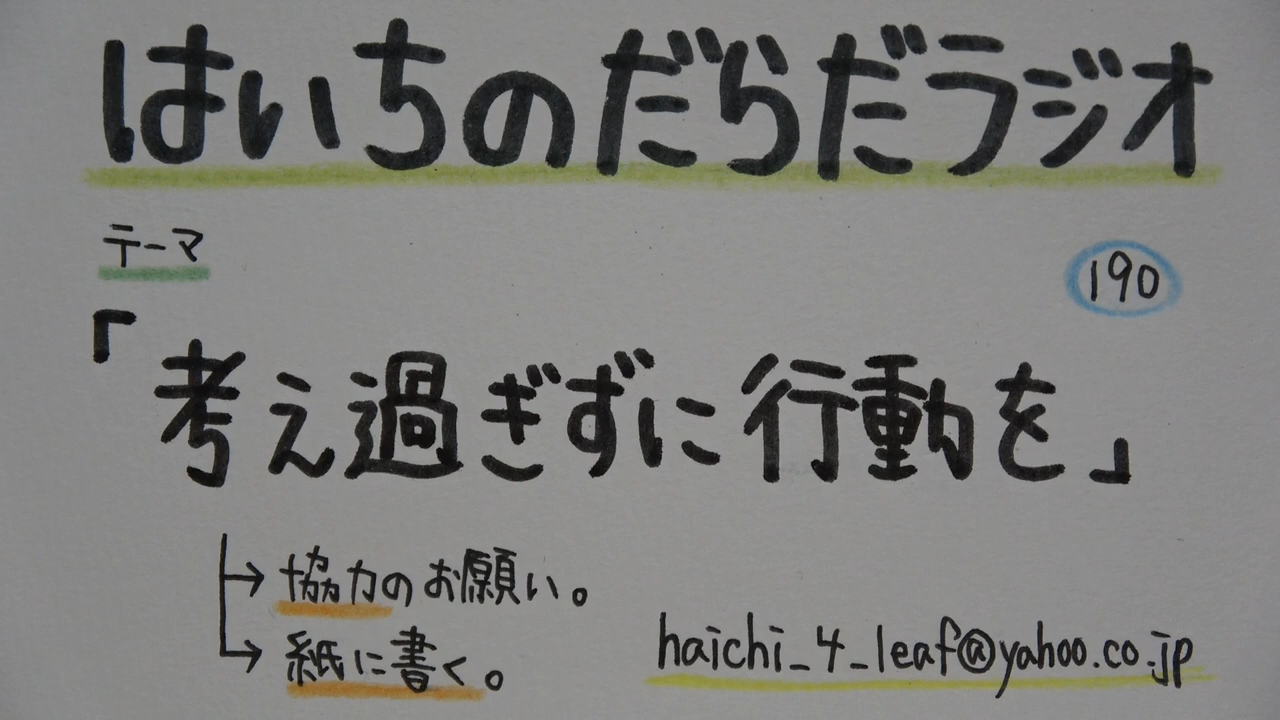 はいちのだらだラジオ
テーマ
190
「考え過ぎずに行動を」
協力のお願い。
紙に書く。
haichi_4_leaf@yahoo.co.jp